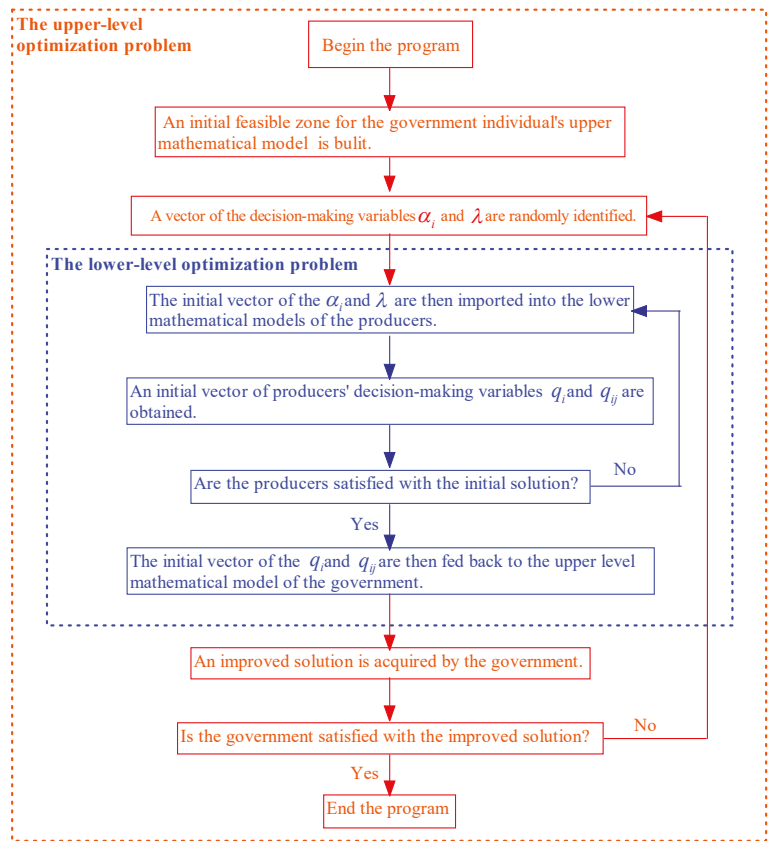 The upper-level
optimization problem
Begin the program
An initial feasible zone for the government individual's upper
mathematical model is bulit.
A vector of the decision-making variables α_i and λ are randomly identified.
The lower-level optimization problem
The initial vector of the α_i and λ are then imported into the lower
mathematical models of the producers.
An initial vector of producers' decision-making variables q_i and q_ij are
obtained.
Are the producers satisfied with the initial solution?
No
Yes
The initial vector of the q_i and q_ij are then fed back to the upper level
mathematical model of the government.
An improved solution is acquired by the government.
Is the government satisfied with the improved solution?
No
Yes
End the program